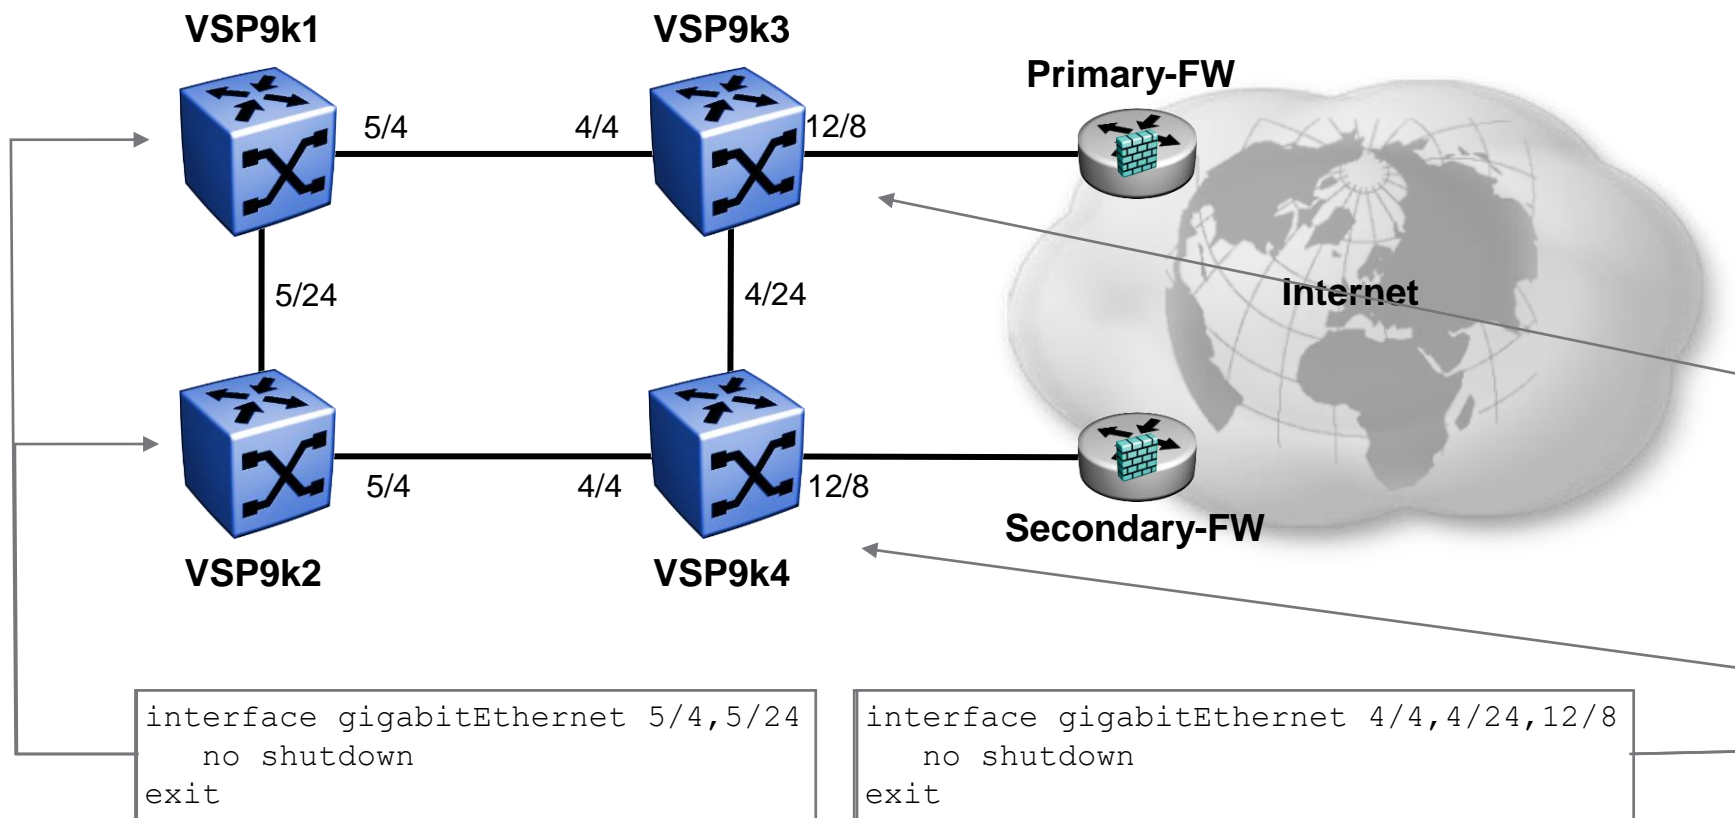 VSP9k1
VSP9k3
Primary-FW
5/4
4/4
12/8
5/24
4/24
Internet
5/4
4/4
12/8
Secondary-FW
VSP9k2
VSP9k4
interface gigabitEthernet 5/4,5/24
no shutdown
exit
interface gigabitEthernet 4/4,4/24,12/8
no shutdown
exit